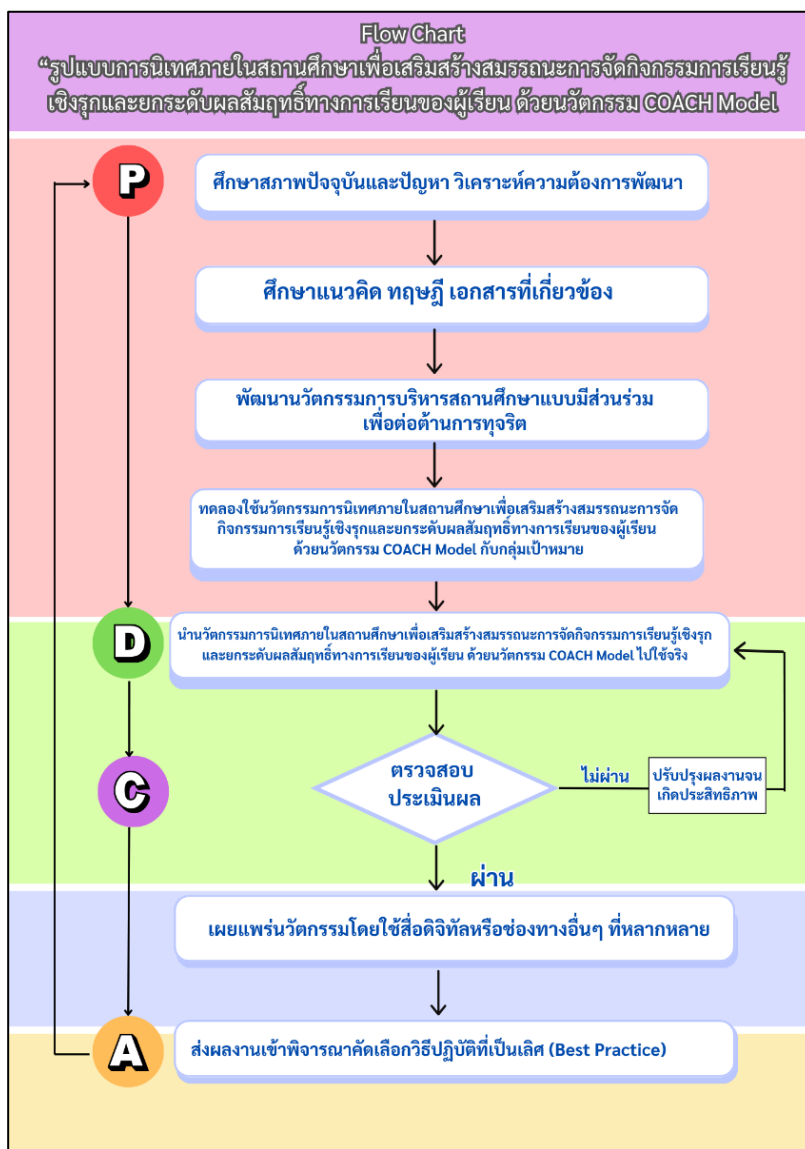 Flow Chart
“รูปแบบการนิเทศภายในสถานศึกษาเพื่อเสริมสร้างสมรรถนะการจัดกิจกรรมการเรียนรู้
เชิงรุกและยกระดับผลสัมฤทธิ์ทางการเรียนของผู้เรียน ด้วยนวัตกรรม COACH Model
P
ศึกษาสภาพปัจจุบันและปัญหา วิเคราะห์ความต้องการพัฒนา
ศึกษาแนวคิด ทฤษฎี เอกสารที่เกี่ยวข้อง
พัฒนานวัตกรรมการบริหารสถานศึกษาแบบมีส่วนร่วม
เพื่อต่อต้านการทุจริต
ทดลองใช้นวัตกรรมการนิเทศภายในสถานศึกษาเพื่อเสริมสร้างสมรรถนะการจัด
กิจกรรมการเรียนรู้เชิงรุกและยกระดับผลสัมฤทธิ์ทางการเรียนของผู้เรียน
ด้วยนวัตกรรม COACH Model กับกลุ่มเป้าหมาย
D
นำนวัตกรรมการนิเทศภายในสถานศึกษาเพื่อเสริมสร้างสมรรถนะการจัดกิจกรรมการเรียนรู้เชิงรุก
และยกระดับผลสัมฤทธิ์ทางการเรียนของผู้เรียน ด้วยนวัตกรรม COACH Model ไปใช้จริง
C
ตรวจสอบ
ประเมินผล
ไม่ผ่าน
ปรับปรุงผลงานจน
เกิดประสิทธิภาพ
ผ่าน
เผยแพร่นวัตกรรมโดยใช้สื่อดิจิทัลหรือช่องทางอื่นๆ ที่หลากหลาย
A
ส่งผลงานเข้าพิจารณาคัดเลือกวิธีปฏิบัติที่เป็นเลิศ (Best Practice)